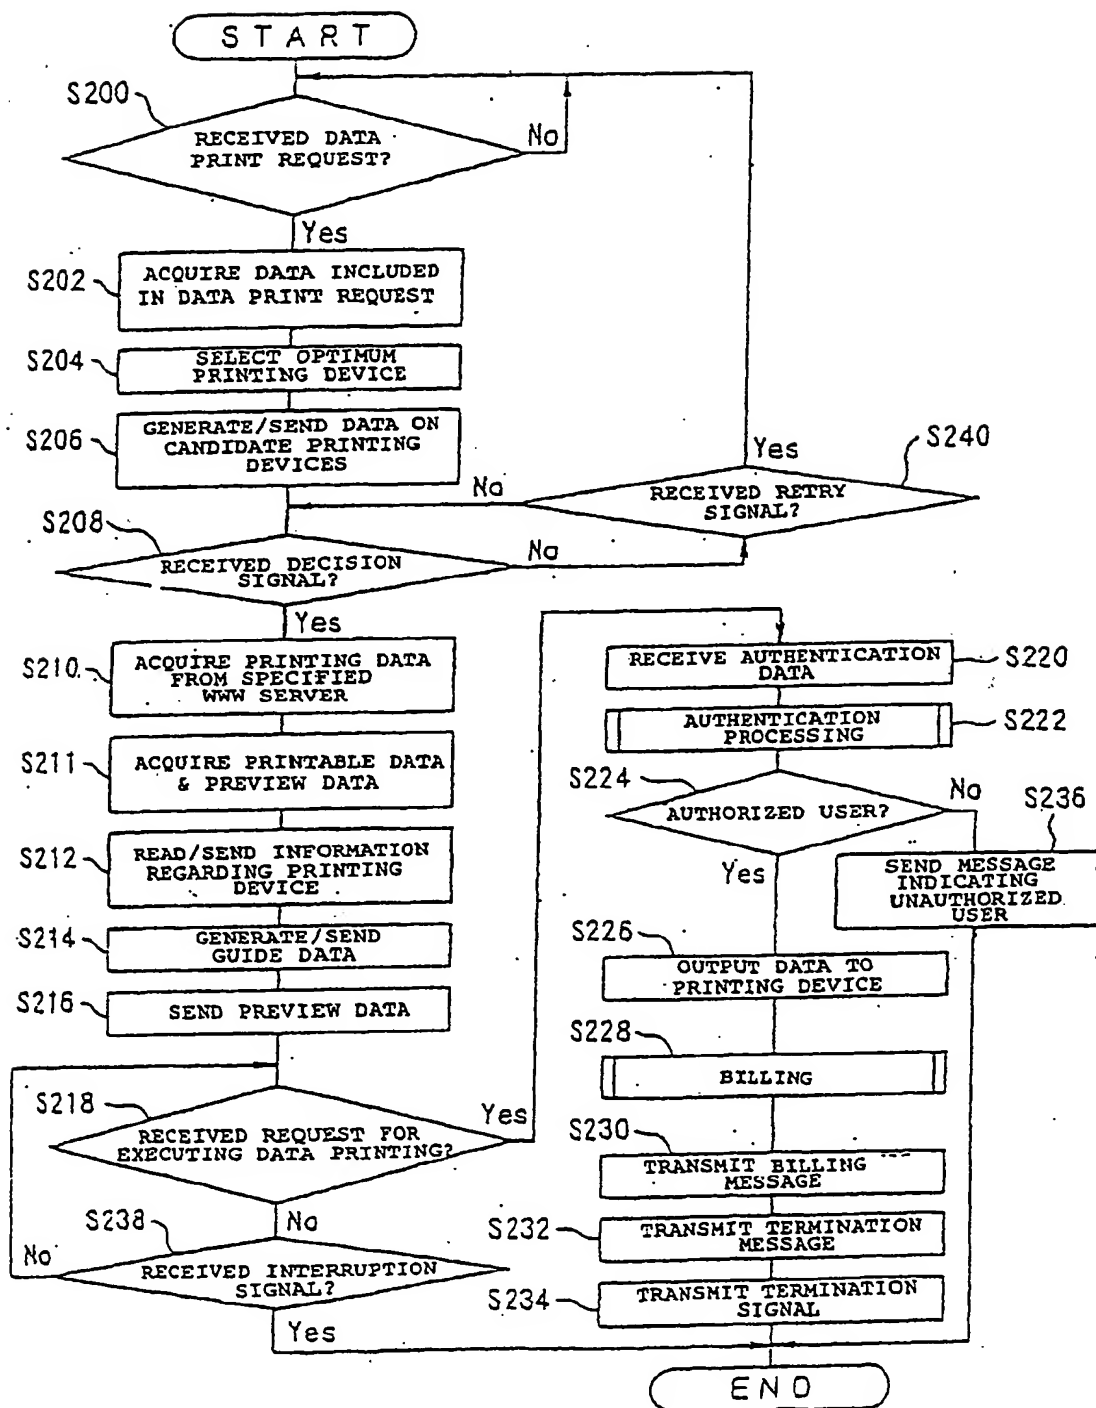 START
S200
RECEIVED DATA
PRINT REQUEST?
No
Yes
S202
ACQUIRE DATA INCLUDED
IN DATA PRINT REQUEST
S204
SELECT OPTIMUM
PRINTING DEVICE
S206
GENERATE/SEND DATA ON
CANDIDATE PRINTING
DEVICES
Yes
S240
No
RECEIVED RETRY
SIGNAL?
S208
RECEIVED DECISION
SIGNAL?
No
Yes
S210
ACQUIRE PRINTING DATA
FROM SPECIFIED
WWW SERVER
S211
ACQUIRE PRINTABLE DATA
& PREVIEW DATA
S212
READ/SEND INFORMATION
REGARDING PRINTING
DEVICE
S214
GENERATE/SEND
GUIDE DATA
S216
SEND PREVIEW DATA
S218
RECEIVED REQUEST FOR
EXECUTING DATA PRINTING?
Yes
No
S238
No
RECEIVED INTERRUPTION
SIGNAL?
Yes
RECEIVE AUTHENTICATION
DATA
S220
AUTHENTICATION
PROCESSING
S222
S224
AUTHORIZED USER?
No
S236
Yes
SEND MESSAGE
INDICATING
UNAUTHORIZED
USER
S226
OUTPUT DATA TO
PRINTING DEVICE
S228
BILLING
S230
TRANSMIT BILLING
MESSAGE
S232
TRANSMIT TERMINATION
MESSAGE
S234
TRANSMIT TERMINATION
SIGNAL
END